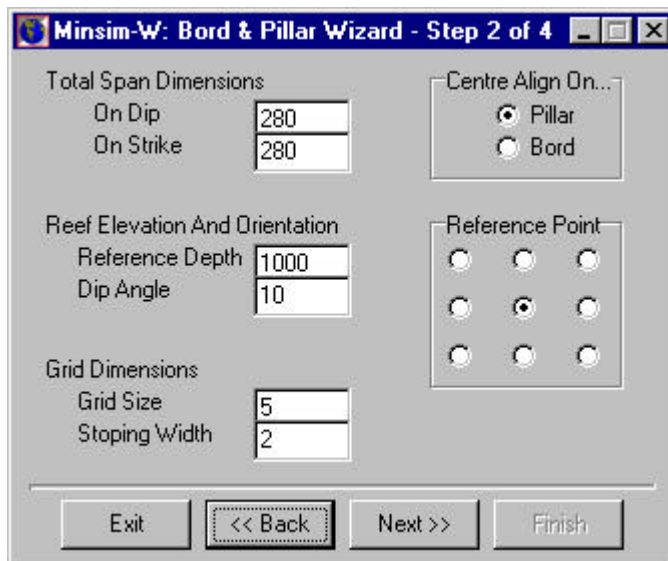 Minsim-W: Bord & Pillar Wizard - Step 2 of 4
Total Span Dimensions
On Dip 280
On Strike 280
Centre Align On...
Pillar
Bord
Reef Elevation And Orientation
Reference Depth 1000
Dip Angle 10
Reference Point
Grid Dimensions
Grid Size 5
Stoping Width 2
Exit << Back Next >> Finish